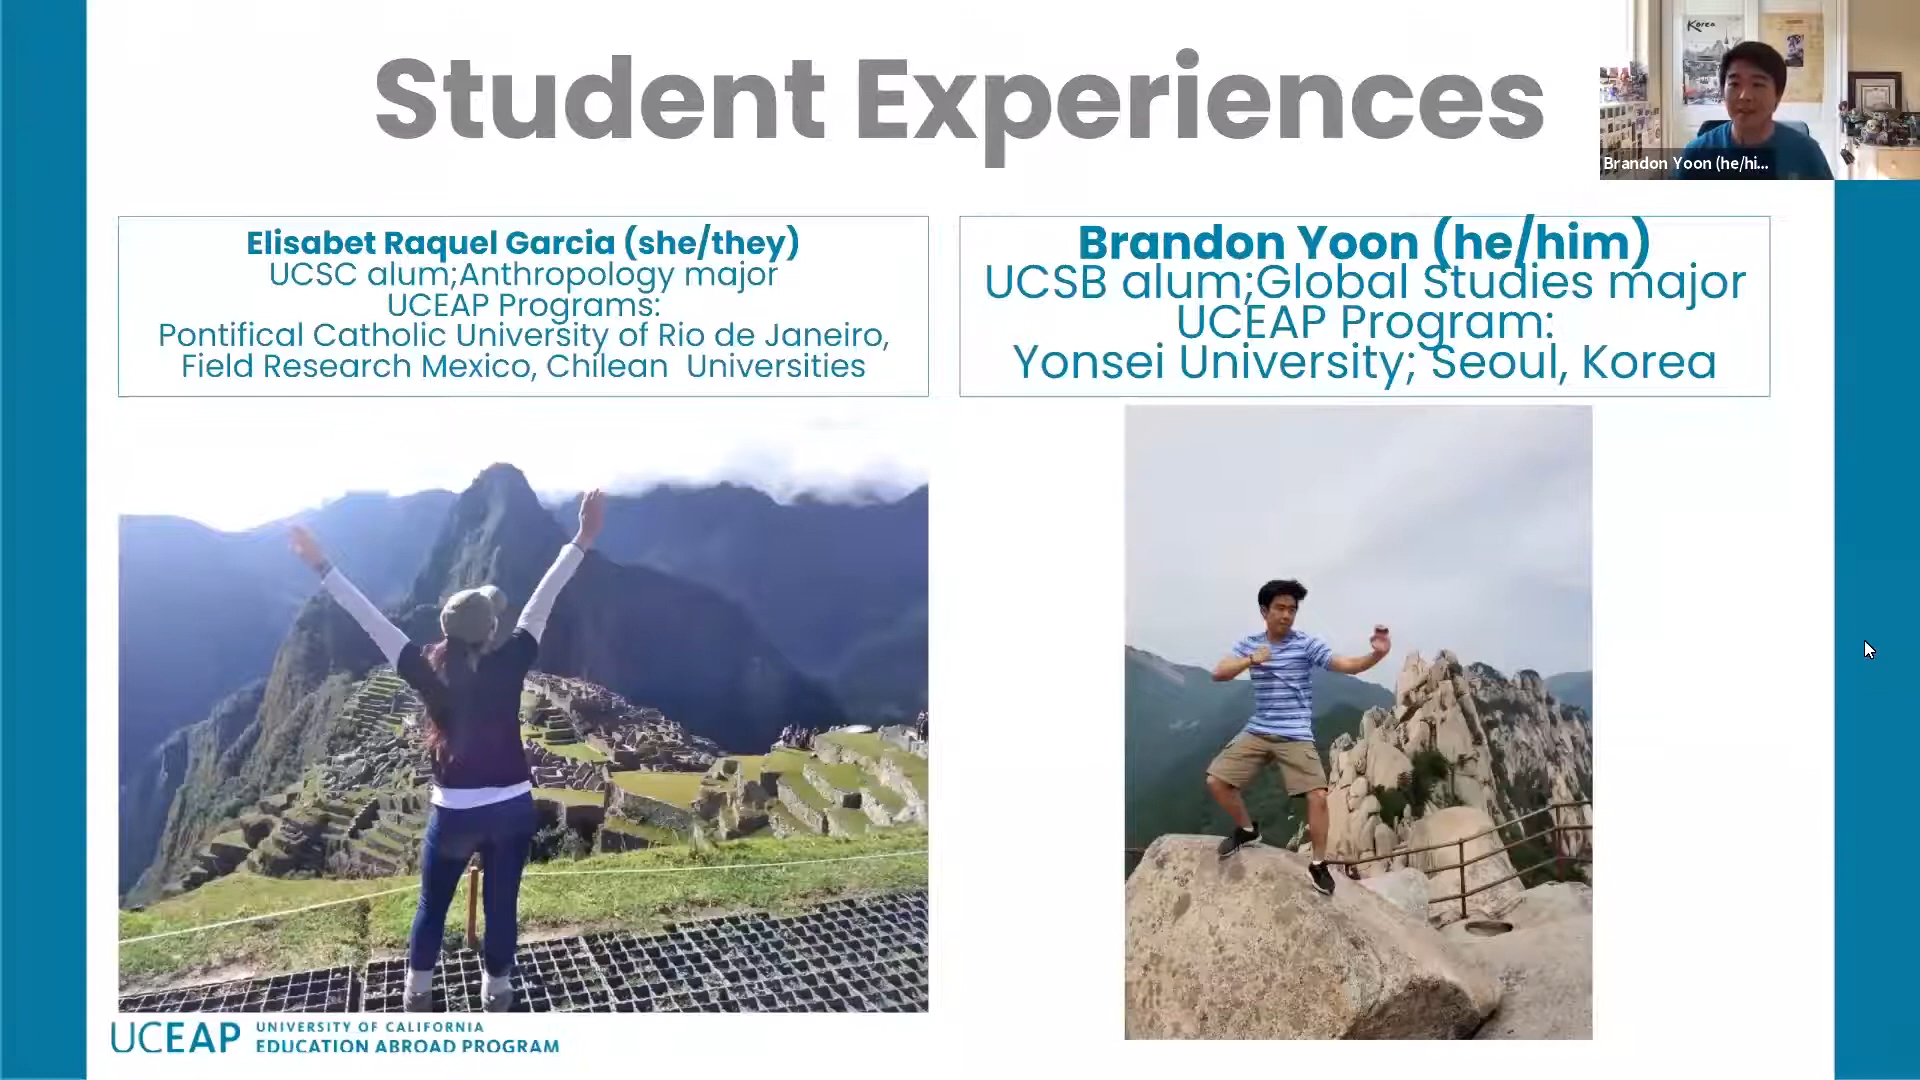 Student Experiences
Korea
Brandon Yoon (he/hi...
Elisabet Raquel Garcia (she/they)
UCSC alum;Anthropology major
UCEAP Programs:
Pontifical Catholic University of Rio de Janeiro,
Field Research Mexico, Chilean Universities
Brandon Yoon (he/him)
UCSB alum;Global Studies major
UCEAP Program:
Yonsei University; Seoul, Korea
UCEAP
UNIVERSITY OF CALIFORNIA
EDUCATION ABROAD PROGRAM